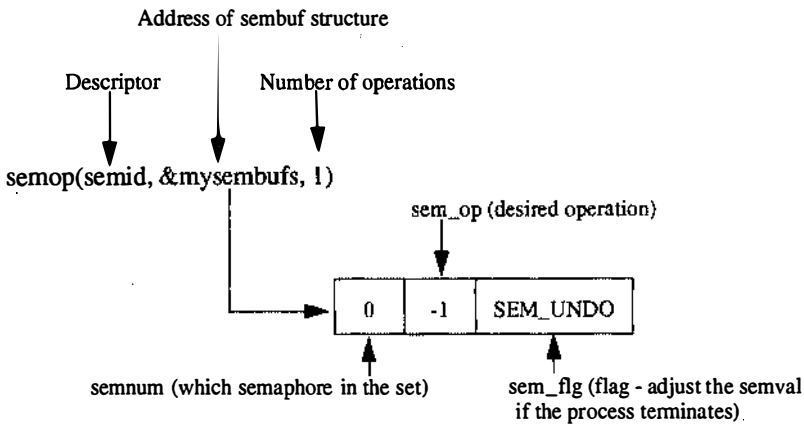 Address of sembuf structure
Descriptor
Number of operations
semop(semid, &mysembufs, 1)
sem_op (desired operation)
0
-1
SEM_UNDO
semnum (which semaphore in the set)
sem_flg (flag - adjust the semval
if the process terminates)